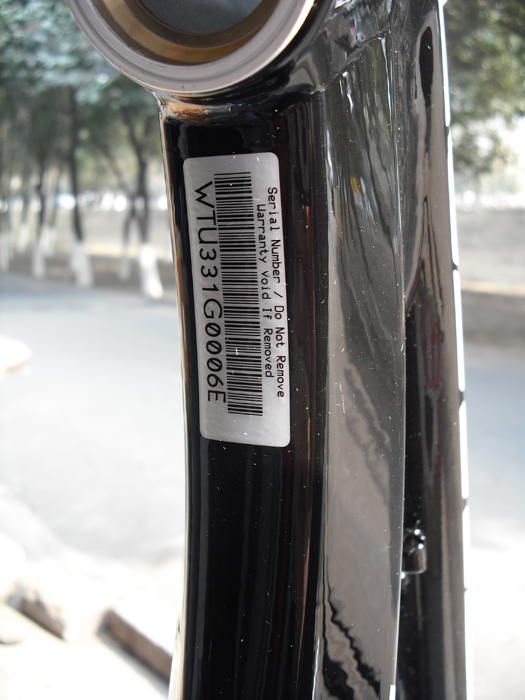 Serial Number / Do Not Remove
Warranty Void If Removed
WTU331G0006E